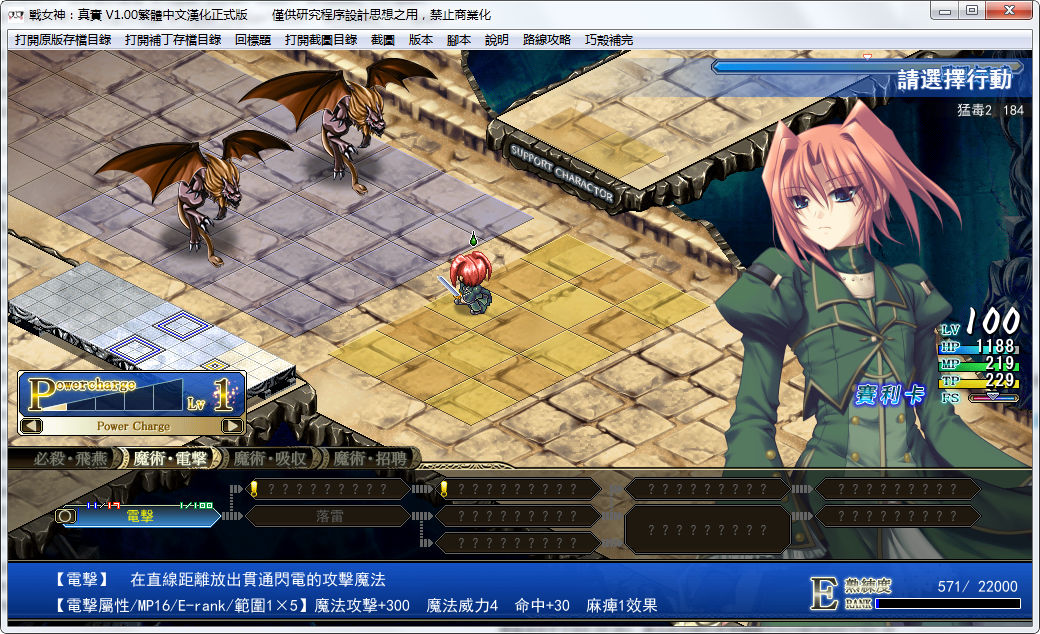 戰女神：真實 V1.00繁體中文漢化正式版　　僅供研究程序設計思想之用，禁止商業化
打開原版存檔目錄　打開補丁存檔目錄　回標題　打開截圖目錄　截圖　版本　腳本　說明　路線攻略　巧殼補完
請選擇行動
猛毒2　184
SUPPORT CHARACTOR
LV 100
HP 1188
MP 219
TP 229
FS
賽利卡
Powercharge
Lv 1
Power Charge
必殺・飛燕　魔術・電撃　魔術・吸収　魔術・招聘
？？？？？？？？？　？？？？？？？？？　？？？？？？？？？　？？？？？？？？？
1/100
電撃　落雷　？？？？？？？？？　？？？？？？？？？　？？？？？？？？？
？？？？？？？？？
【電撃】　在直線距離放出貫通閃電的攻撃魔法
【電撃屬性/MP16/E-rank/範圍1×5】魔法攻撃+300　魔法威力4　命中+30　麻痺1效果
E 熟練度 RANK 571/ 22000